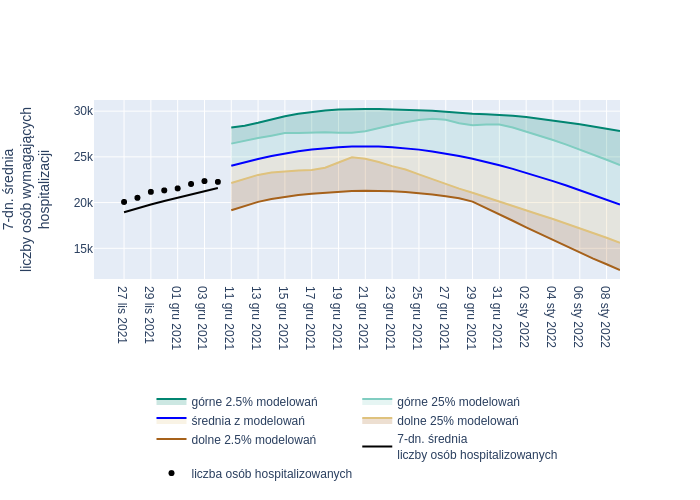 7-dn. średnia
liczby osób wymagających
hospitalizacji
30k
25k
20k
15k
27 lis 2021
29 lis 2021
01 gru 2021
03 gru 2021
11 gru 2021
13 gru 2021
15 gru 2021
17 gru 2021
19 gru 2021
21 gru 2021
23 gru 2021
25 gru 2021
27 gru 2021
29 gru 2021
31 gru 2021
02 sty 2022
04 sty 2022
06 sty 2022
08 sty 2022
górne 2.5% modelowań
górne 25% modelowań
średnia z modelowań
dolne 25% modelowań
dolne 2.5% modelowań
7-dn. średnia
liczby osób hospitalizowanych
liczba osób hospitalizowanych